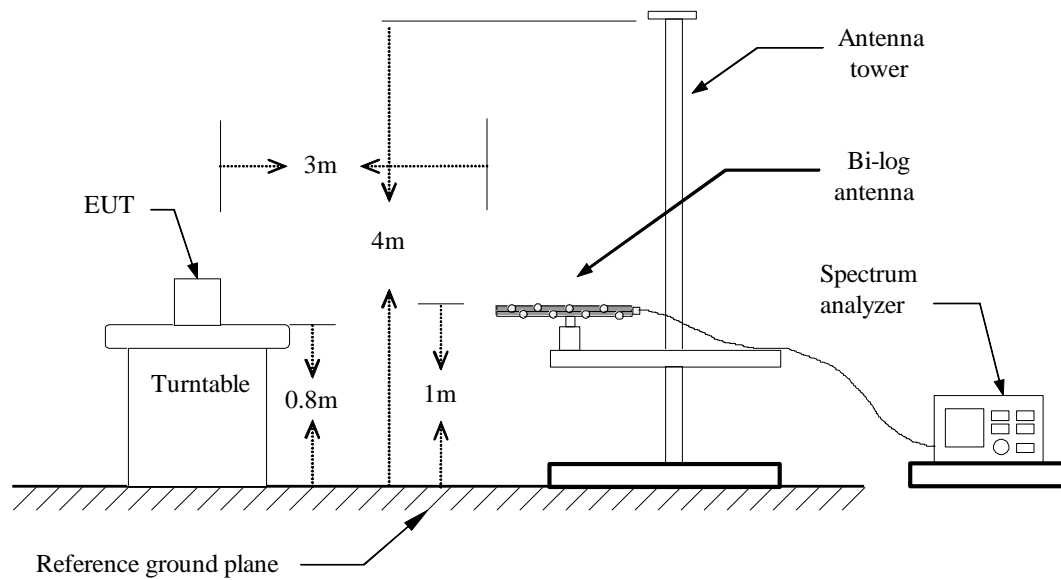 Antenna
tower
3m
Bi-log
antenna
EUT
4m
Spectrum
analyzer
Turntable
0.8m
1m
Reference ground plane